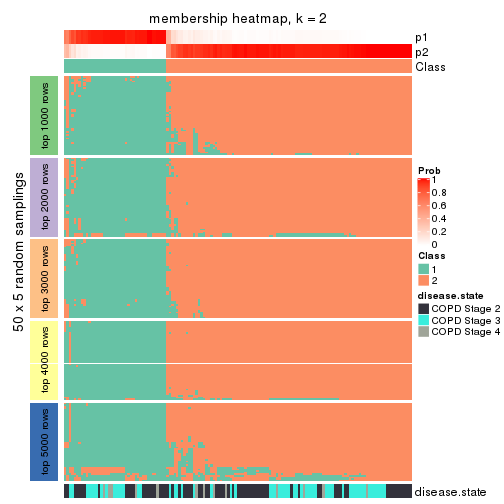 membership heatmap, k = 2
p1
p2
Class
50 x 5 random samplings
top 1000 rows
top 2000 rows
top 3000 rows
top 4000 rows
top 5000 rows
Prob
1
0.8
0.6
0.4
0.2
0
Class
1
2
disease.state
COPD Stage 2
COPD Stage 3
COPD Stage 4
disease.state